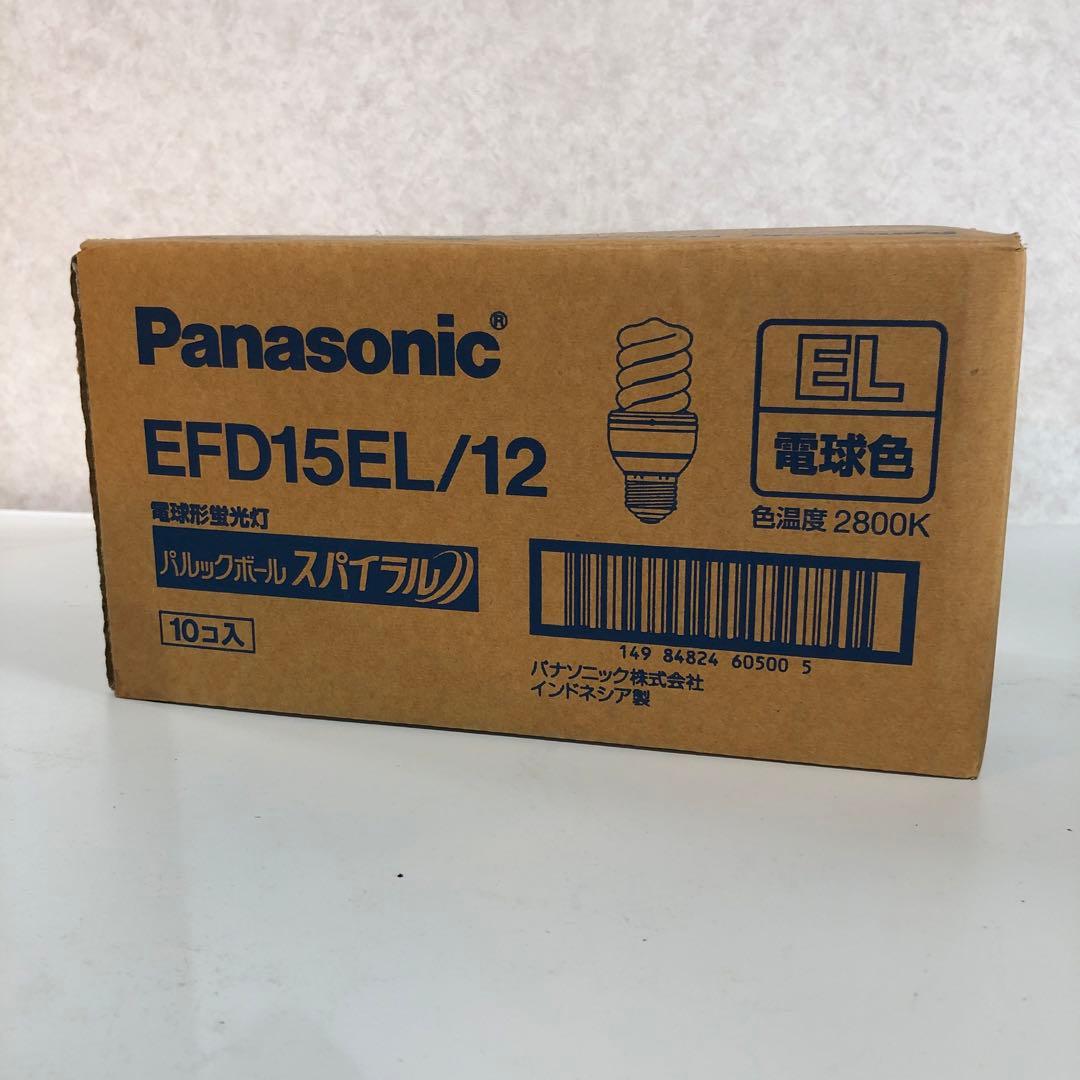 Panasonic®
EFD15EL/12
電球形蛍光灯
パルックボール スパイラル
10コ入
EL
電球色
色温度 2800K
149 84824 60500 5
パナソニック株式会社
インドネシア製